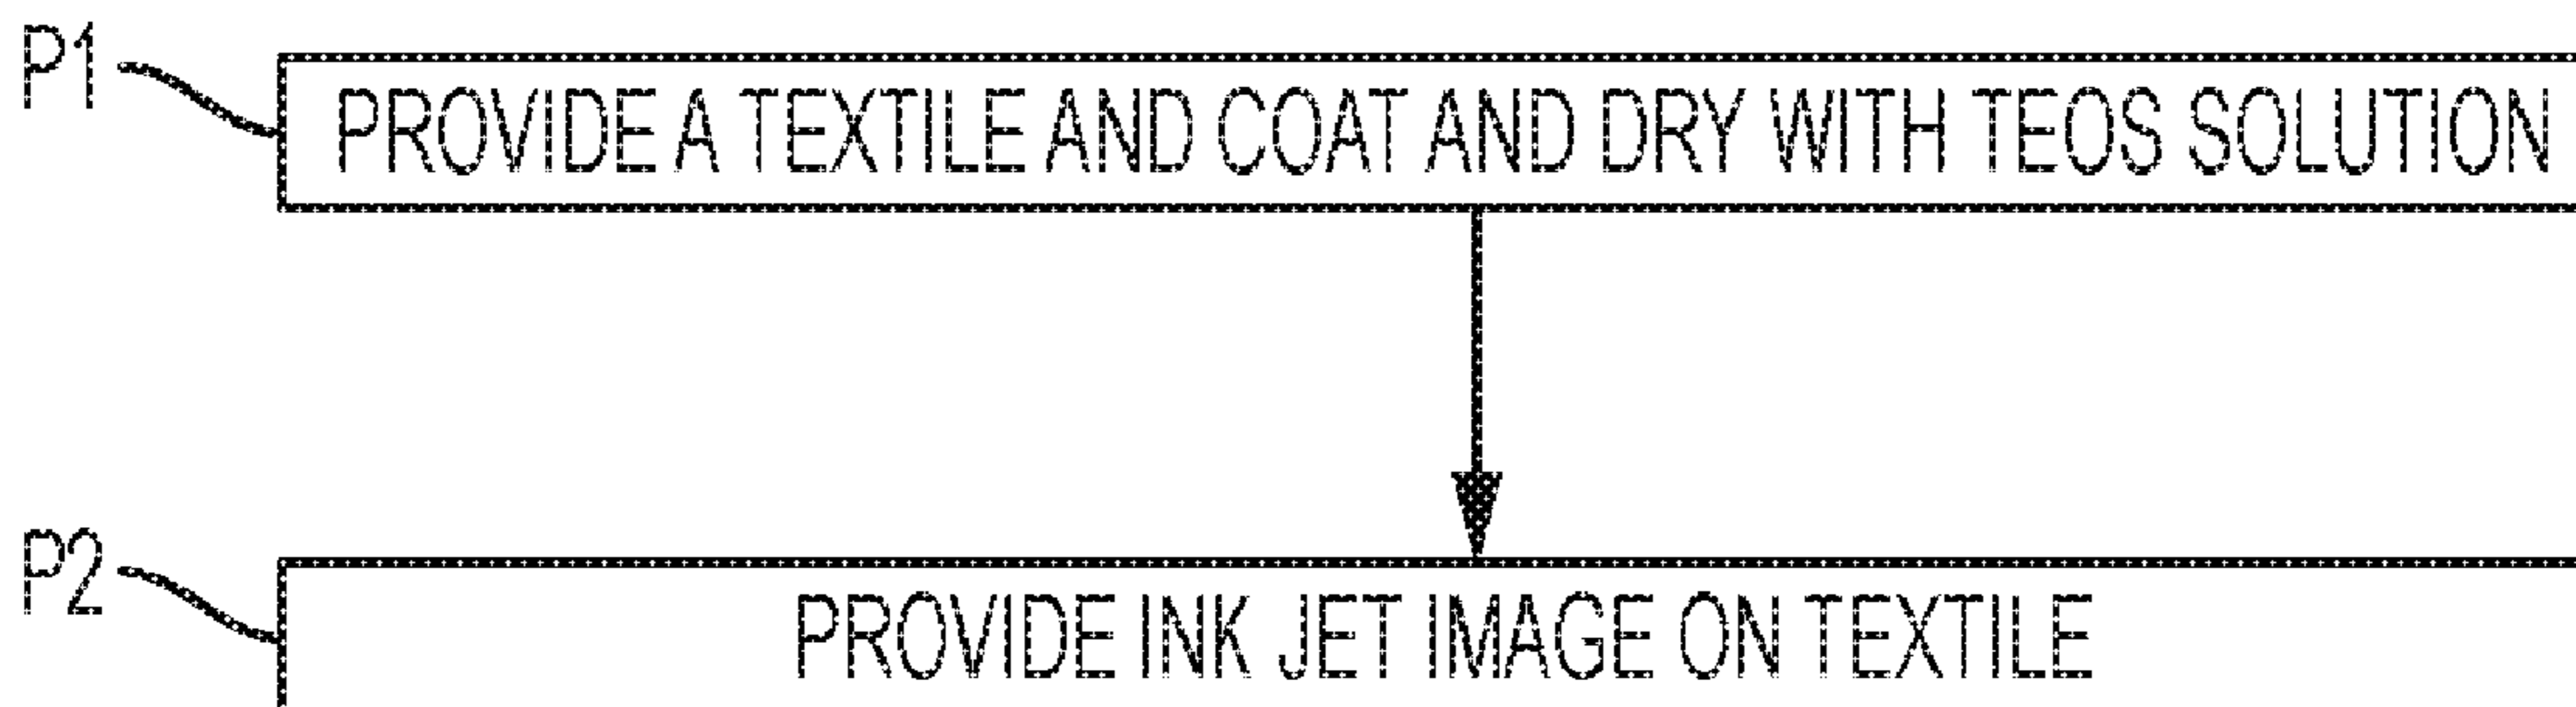 P1
PROVIDE A TEXTILE AND COAT AND DRY WITH TEOS SOLUTION
P2
PROVIDE INK JET IMAGE ON TEXTILE